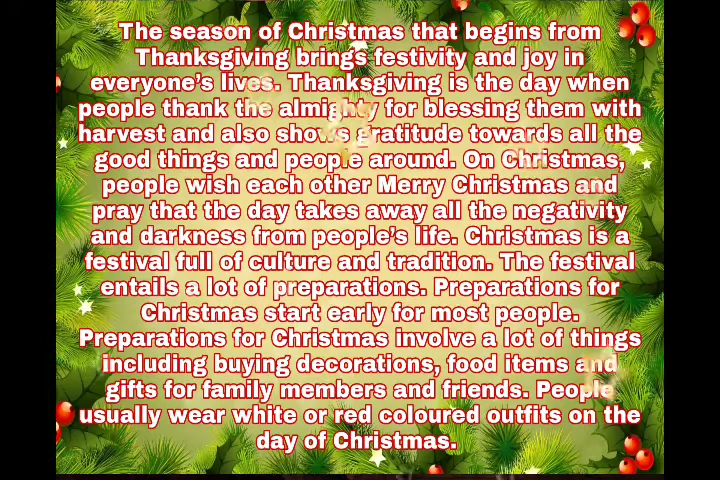 The season of Christmas that begins from
Thanksgiving brings festivity and joy in
everyone's lives. Thanksgiving is the day when
people thank the almighty for blessing them with
harvest and also shows gratitude towards all the
good things and people around. On Christmas,
people wish each other Merry Christmas and
pray that the day takes away all the negativity
and darkness from people's life. Christmas is a
festival full of culture and tradition. The festival
entails a lot of preparations. Preparations for
Christmas start early for most people.
Preparations for Christmas involve a lot of things
including buying decorations, food items and
gifts for family members and friends. People
usually wear white or red coloured outfits on the
day of Christmas.